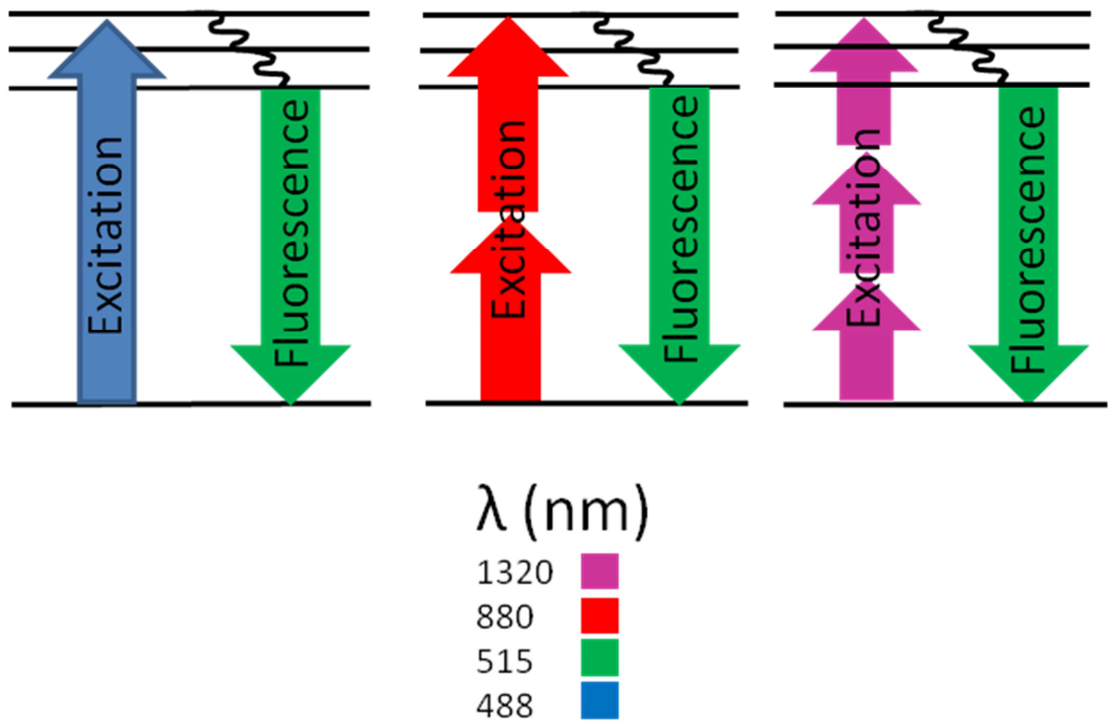 Excitation
Fluorescence
Excitation
Fluorescence
Excitation
Fluorescence
λ (nm)
1320
880
515
488